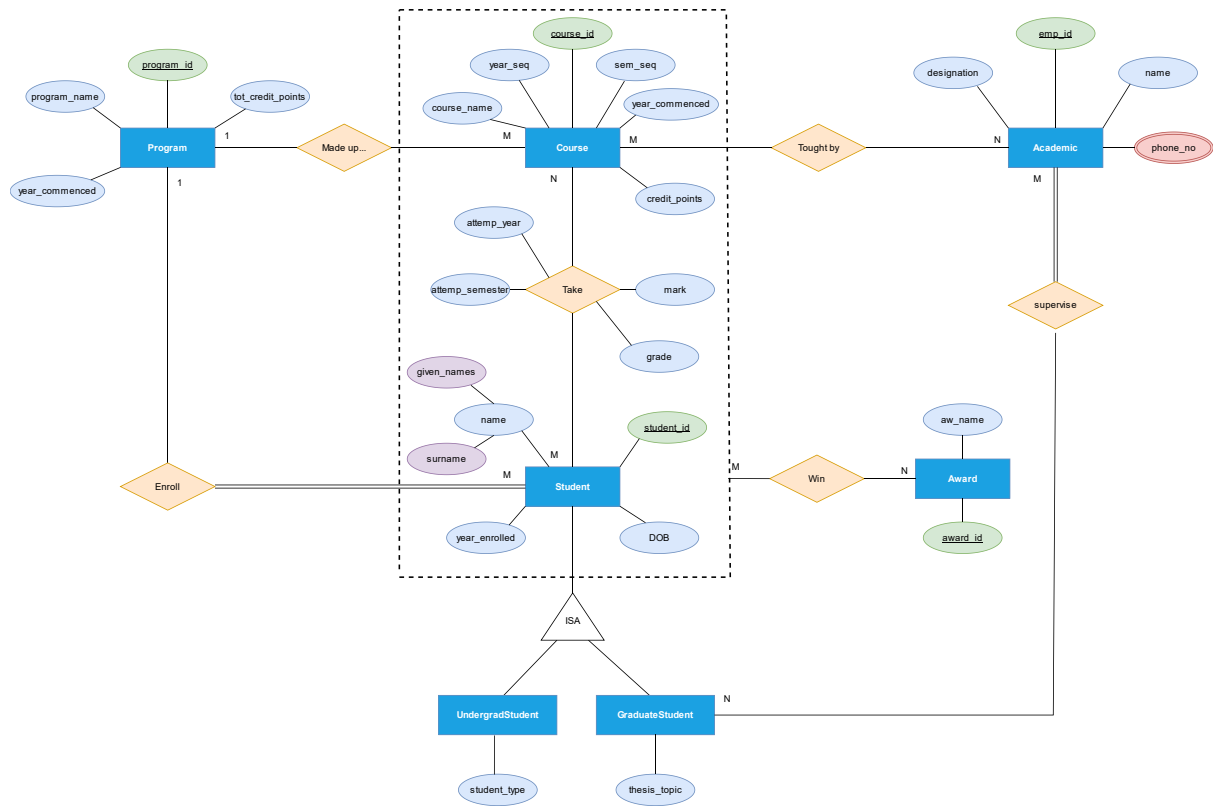 course_id
emp_id
program_id
year_seq
sem_seq
designation
name
program_name
tot_credit_points
course_name
year_commenced
1
M
M
N
Program
Made up...
Course
Tought by
Academic
phone_no
1
N
M
year_commenced
credit_points
attemp_year
attemp_semester
Take
mark
supervise
grade
given_names
name
student_id
aw_name
surname
M
M
M
N
Enroll
Student
Win
Award
year_enrolled
DOB
award_id
ISA
N
UndergradStudent
GraduateStudent
student_type
thesis_topic